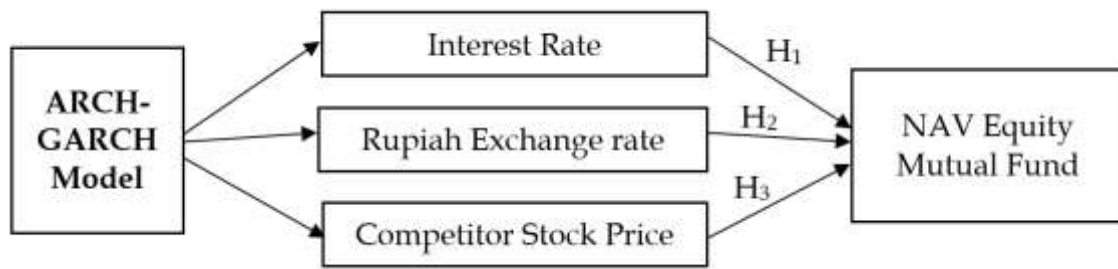 ARCH-
GARCH
Model
Interest Rate
Rupiah Exchange rate
Competitor Stock Price
H₁
H₂
H₃
NAV Equity
Mutual Fund